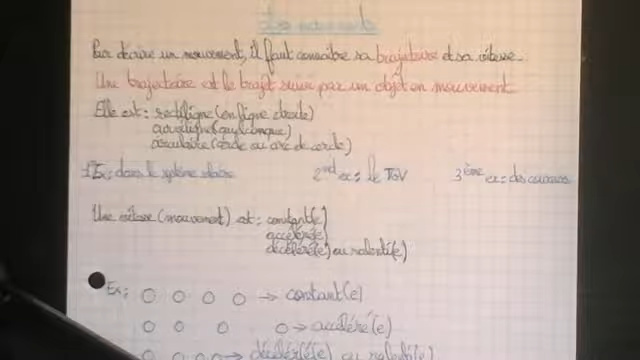 Le mouvement
Pour décrire un mouvement, il faut connaître sa trajectoire et sa vitesse.
Une trajectoire est le trajet suivi par un objet en mouvement
Elle est : rectiligne (en ligne droite)
curviligne (quelconque)
circulaire (cercle ou arc de cercle)
1er Ex : dans le système solaire
2nd ex : le TGV
3ème ex : des
Une vitesse (mouvement) est : constant(e)
accéléré(e)
décéléré(e) ou ralenti(e)
Ex : → constant(e)
→ accéléré(e)
→ décéléré(e) ou ralenti(e)